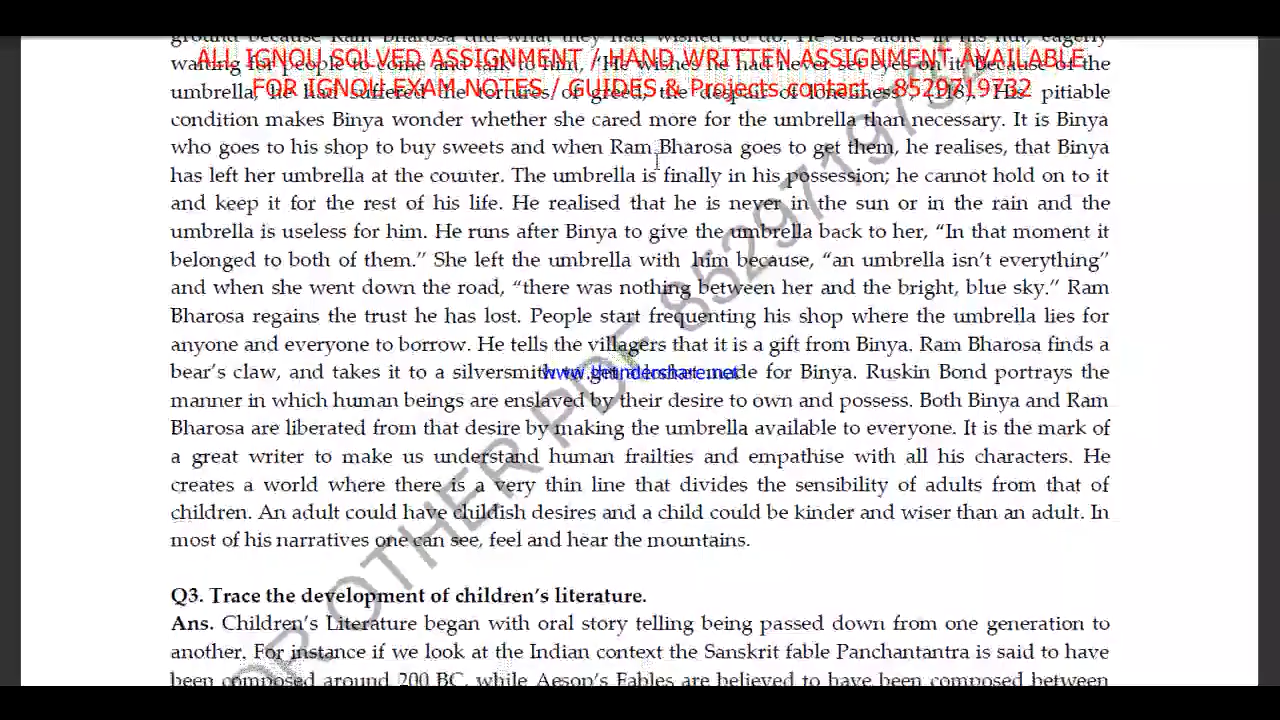 ground because Ram Bharosa did what they had wished to do. He sits alone in his hut, eagerly
ALL IGNOU SOLVED ASSIGNMENT / HAND WRITTEN ASSIGNMENT AVAILABLE
waiting for people to come and talk to him, “He wishes he had never set eyes on it, because of the
FOR IGNOU EXAM NOTES / GUIDES & Projects contact - 8529719732
umbrella, he had suffered the tortures of greed, the despair of loneliness”, (118). His pitiable
condition makes Binya wonder whether she cared more for the umbrella than necessary. It is Binya
who goes to his shop to buy sweets and when Ram Bharosa goes to get them, he realises, that Binya
has left her umbrella at the counter. The umbrella is finally in his possession; he cannot hold on to it
and keep it for the rest of his life. He realised that he is never in the sun or in the rain and the
umbrella is useless for him. He runs after Binya to give the umbrella back to her, “In that moment it
belonged to both of them.” She left the umbrella with him because, “an umbrella isn’t everything”
and when she went down the road, “there was nothing between her and the bright, blue sky.” Ram
Bharosa regains the trust he has lost. People start frequenting his shop where the umbrella lies for
anyone and everyone to borrow. He tells the villagers that it is a gift from Binya. Ram Bharosa finds a
bear’s claw, and takes it to a silversmith to get a locket made for Binya. Ruskin Bond portrays the
manner in which human beings are enslaved by their desire to own and possess. Both Binya and Ram
Bharosa are liberated from that desire by making the umbrella available to everyone. It is the mark of
a great writer to make us understand human frailties and empathise with all his characters. He
creates a world where there is a very thin line that divides the sensibility of adults from that of
children. An adult could have childish desires and a child could be kinder and wiser than an adult. In
most of his narratives one can see, feel and hear the mountains.
Q3. Trace the development of children’s literature.
Ans. Children’s Literature began with oral story telling being passed down from one generation to
another. For instance if we look at the Indian context the Sanskrit fable Panchantantra is said to have
been composed around 200 BC, while Aesop’s Fables are believed to have been composed between
OR OTHER PDF 8529719732